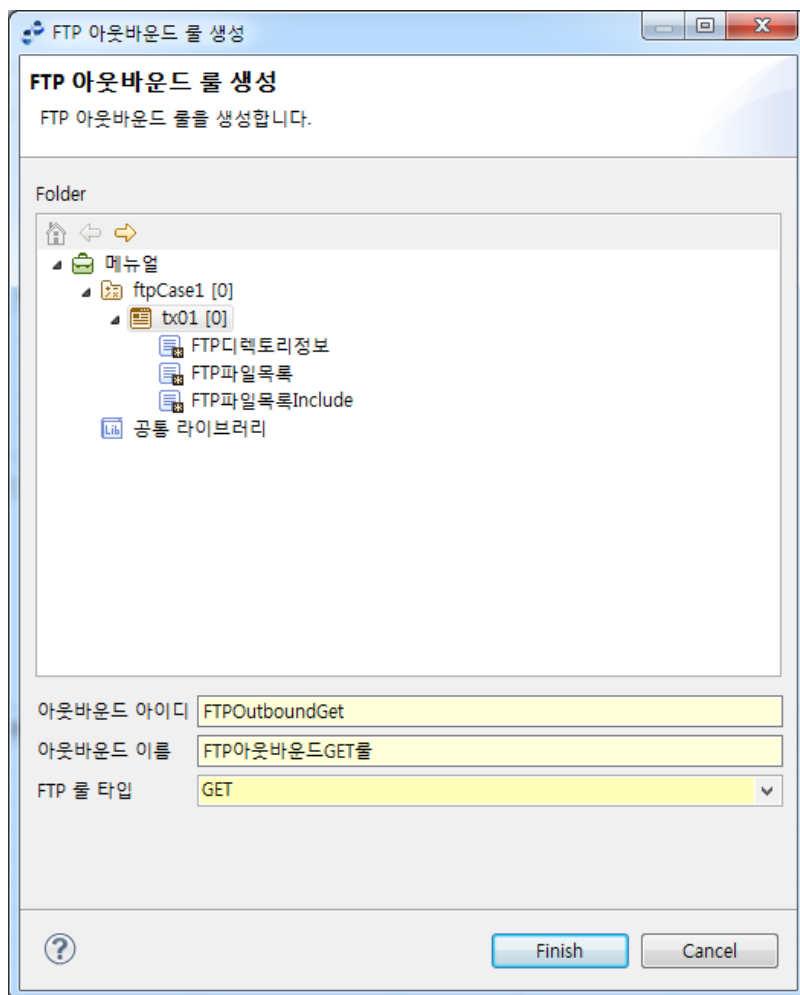 FTP 아웃바운드 룰 생성
FTP 아웃바운드 룰 생성
FTP 아웃바운드 룰을 생성합니다.
Folder
메뉴얼
ftpCase1 [0]
tx01 [0]
FTP디렉토리정보
FTP파일목록
FTP파일목록Include
Lib 공통 라이브러리
아웃바운드 아이디 FTPOutboundGet
아웃바운드 이름 FTP아웃바운드GET룰
FTP 룰 타입 GET
Finish Cancel